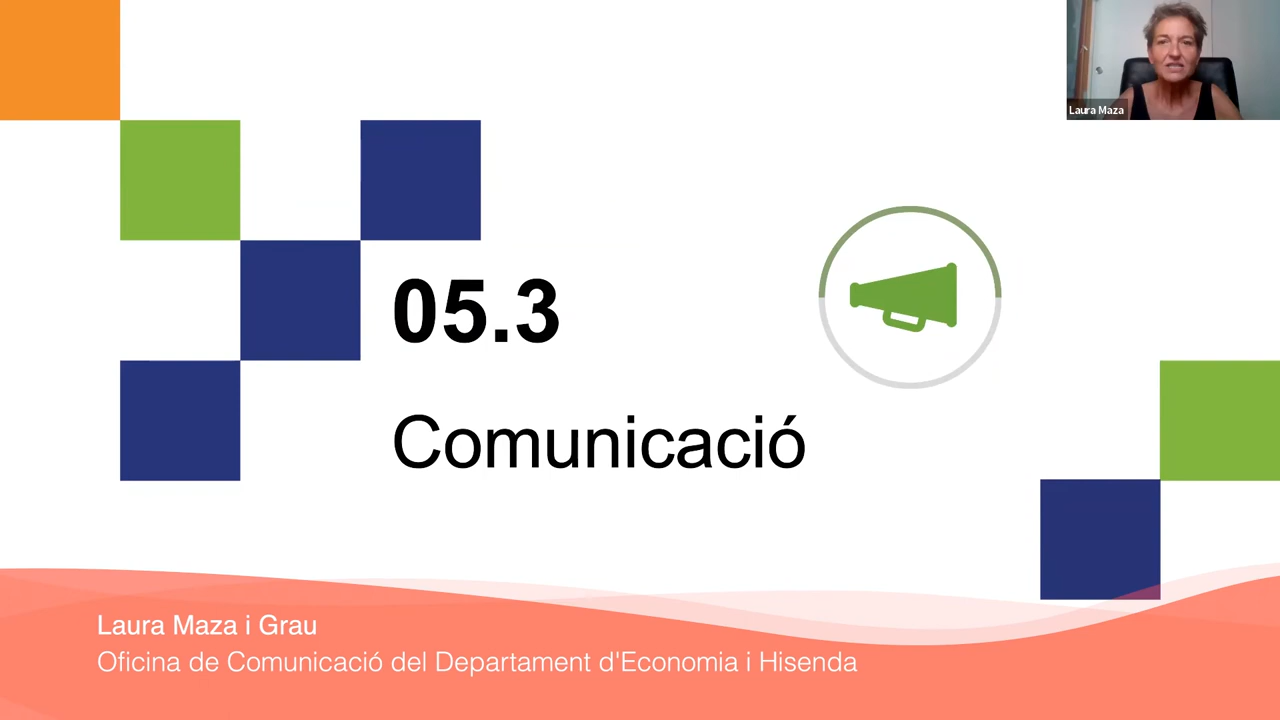 Laura Maza
05.3
Comunicació
Laura Maza i Grau
Oficina de Comunicació del Departament d'Economia i Hisenda